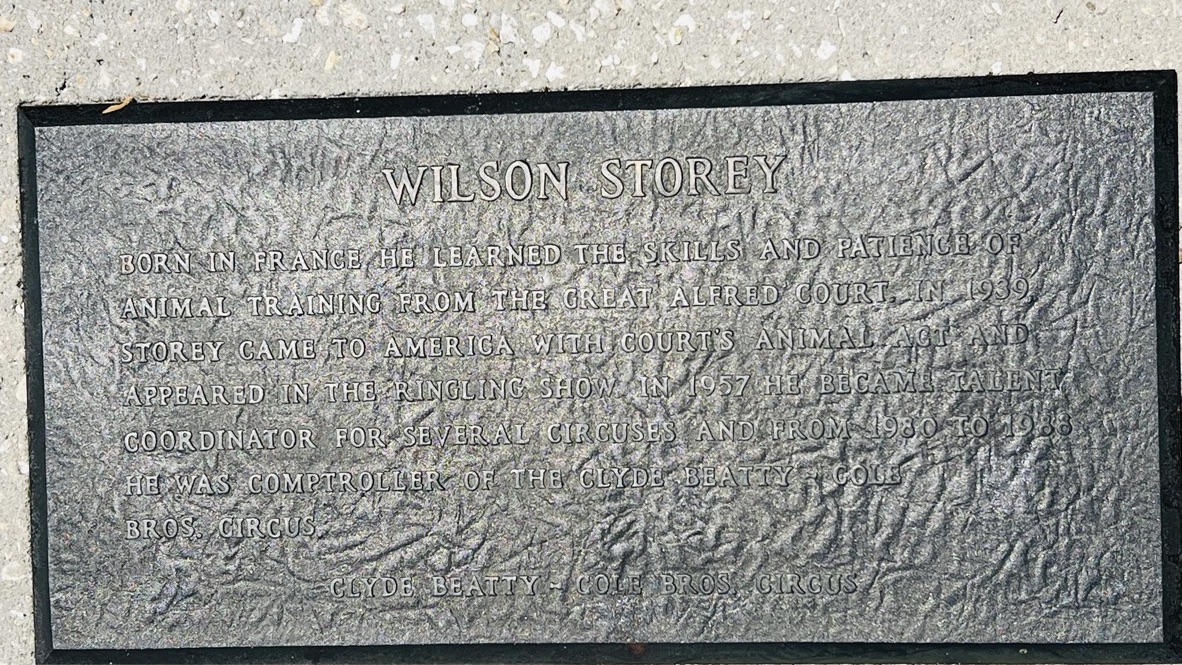 WILSON STOREY
BORN IN FRANCE HE LEARNED THE SKILLS AND PATIENCE OF
ANIMAL TRAINING FROM THE GREAT ALFRED COURT. IN 1939
STOREY CAME TO AMERICA WITH COURT'S ANIMAL ACT AND
APPEARED IN THE RINGLING SHOW. IN 1957 HE BECAME TALENT
COORDINATOR FOR SEVERAL CIRCUSES AND FROM 1980 TO 1988
HE WAS COMPTROLLER OF THE CLYDE BEATTY - COLE
BROS. CIRCUS.
CLYDE BEATTY - COLE BROS. CIRCUS